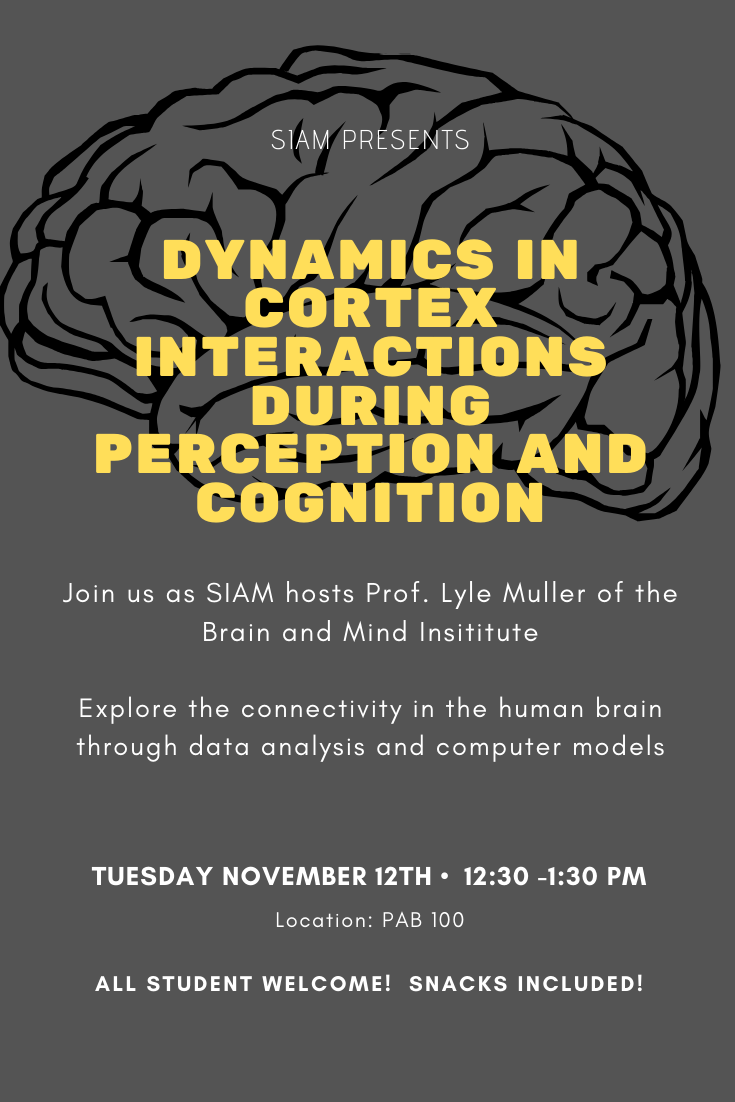 SIAM PRESENTS
DYNAMICS IN
CORTEX
INTERACTIONS
DURING
PERCEPTION AND
COGNITION
Join us as SIAM hosts Prof. Lyle Muller of the
Brain and Mind Insititute
Explore the connectivity in the human brain
through data analysis and computer models
TUESDAY NOVEMBER 12TH • 12:30 -1:30 PM
Location: PAB 100
ALL STUDENT WELCOME! SNACKS INCLUDED!